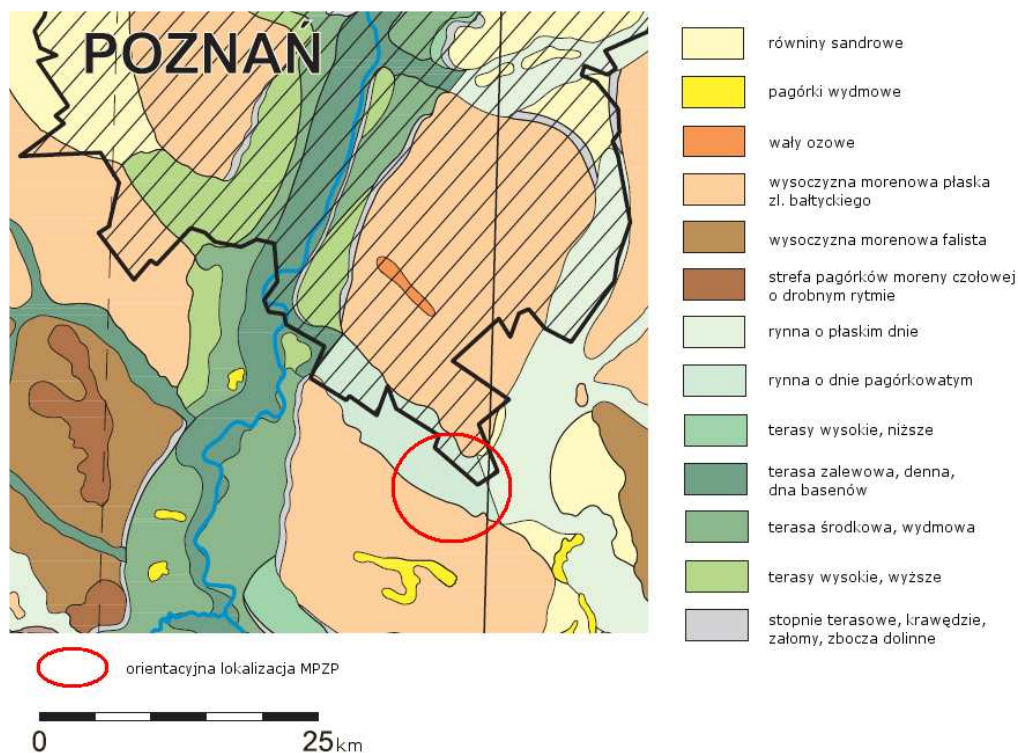 POZNAŃ
równiny sandrowe
pagórki wydmowe
wały ozowe
wysoczyzna morenowa płaska
zl. bałtyckiego
wysoczyzna morenowa falista
strefa pagórków moreny czołowej
o drobnym rytmie
rynna o płaskim dnie
rynna o dnie pagórkowatym
terasy wysokie, niższe
terasa zalewowa, denna,
dna basenów
terasa środkowa, wydmowa
terasy wysokie, wyższe
stopnie terasowe, krawędzie,
załomy, zbocza dolinne
orientacyjna lokalizacja MPZP
0 25 km